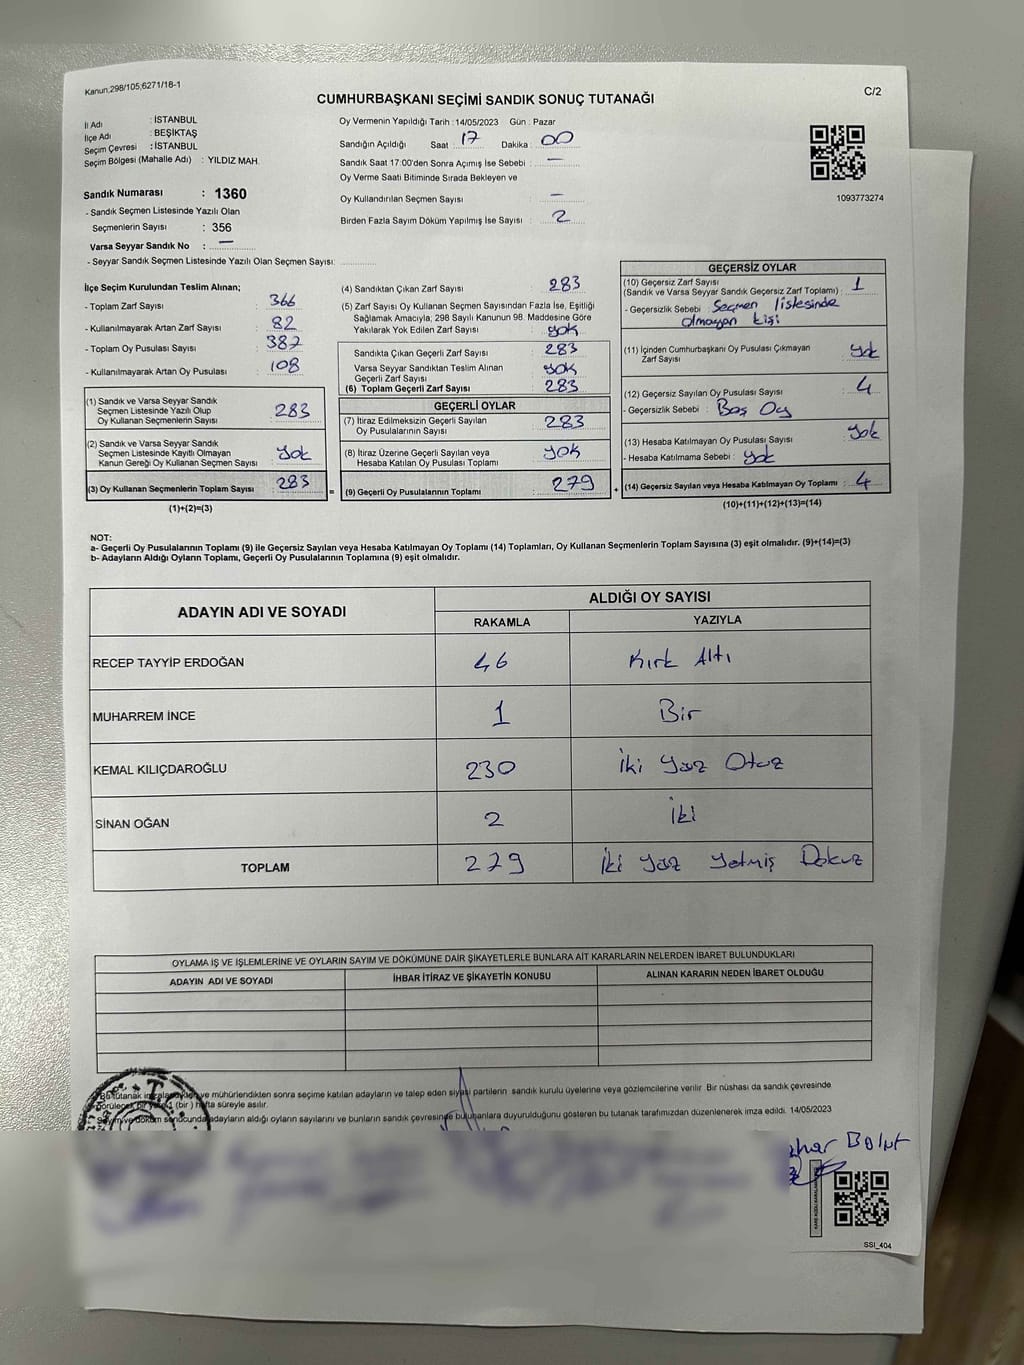 Kanun,298/105;6271/18-1
C/2
CUMHURBAŞKANI SEÇİMİ SANDIK SONUÇ TUTANAĞI
İl Adı : İSTANBUL
İlçe Adı : BEŞİKTAŞ
Seçim Çevresi : İSTANBUL
Seçim Bölgesi (Mahalle Adı) : YILDIZ MAH.
Sandık Numarası : 1360
- Sandık Seçmen Listesinde Yazılı Olan
Seçmenlerin Sayısı : 356
Varsa Seyyar Sandık No : —
- Seyyar Sandık Seçmen Listesinde Yazılı Olan Seçmen Sayısı:
Oy Vermenin Yapıldığı Tarih : 14/05/2023 Gün : Pazar
Sandığın Açıldığı Saat : 17 Dakika : 00
Sandık Saat 17:00'den Sonra Açımış İse Sebebi : —
Oy Verme Saati Bitiminde Sırada Bekleyen ve
Oy Kullandırılan Seçmen Sayısı : —
Birden Fazla Sayım Döküm Yapılmış İse Sayısı : 2
1093773274
İlçe Seçim Kurulundan Teslim Alınan;
- Toplam Zarf Sayısı : 366
- Kullanılmayarak Artan Zarf Sayısı : 82
- Toplam Oy Pusulası Sayısı : 387
- Kullanılmayarak Artan Oy Pusulası : 108
(1) Sandık ve Varsa Seyyar Sandık
Seçmen Listesinde Yazılı Olup
Oy Kullanan Seçmenlerin Sayısı : 283
(2) Sandık ve Varsa Seyyar Sandık
Seçmen Listesinde Kayıtlı Olmayan
Kanun Gereği Oy Kullanan Seçmen Sayısı : Yok
(3) Oy Kullanan Seçmenlerin Toplam Sayısı : 283
(1)+(2)=(3)
(4) Sandıktan Çıkan Zarf Sayısı : 283
(5) Zarf Sayısı Oy Kullanan Seçmen Sayısından Fazla İse, Eşitliği
Sağlamak Amacıyla; 298 Sayılı Kanunun 98. Maddesine Göre
Yakılarak Yok Edilen Zarf Sayısı : yok
Sandıkta Çıkan Geçerli Zarf Sayısı : 283
Varsa Seyyar Sandıktan Teslim Alınan
Geçerli Zarf Sayısı : yok
(6) Toplam Geçerli Zarf Sayısı : 283
GEÇERLİ OYLAR
(7) İtiraz Edilmeksizin Geçerli Sayılan
Oy Pusulalarının Sayısı : 283
(8) İtiraz Üzerine Geçerli Sayılan veya
Hesaba Katılan Oy Pusulası Toplamı : yok
= (9) Geçerli Oy Pusulalarının Toplamı : 279
GEÇERSİZ OYLAR
(10) Geçersiz Zarf Sayısı
(Sandık ve Varsa Seyyar Sandık Geçersiz Zarf Toplamı) : 1
- Geçersizlik Sebebi : Seçmen listesinde
olmayan kişi
(11) İçinden Cumhurbaşkanı Oy Pusulası Çıkmayan
Zarf Sayısı : yok
(12) Geçersiz Sayılan Oy Pusulası Sayısı : 4
- Geçersizlik Sebebi : Boş Oy
(13) Hesaba Katılmayan Oy Pusulası Sayısı : yok
- Hesaba Katılmama Sebebi : yok
+ (14) Geçersiz Sayılan veya Hesaba Katılmayan Oy Toplamı : 4
(10)+(11)+(12)+(13)=(14)
NOT:
a- Geçerli Oy Pusulalarının Toplamı (9) ile Geçersiz Sayılan veya Hesaba Katılmayan Oy Toplamı (14) Toplamları, Oy Kullanan Seçmenlerin Toplam Sayısına (3) eşit olmalıdır. (9)+(14)=(3)
b- Adayların Aldığı Oyların Toplamı, Geçerli Oy Pusulalarının Toplamına (9) eşit olmalıdır.
ADAYIN ADI VE SOYADI ALDIĞI OY SAYISI
RAKAMLA YAZIYLA
RECEP TAYYİP ERDOĞAN 46 Kırk Altı
MUHARREM İNCE 1 Bir
KEMAL KILIÇDAROĞLU 230 İki Yüz Otuz
SİNAN OĞAN 2 İki
TOPLAM 279 İki Yüz Yetmiş Dokuz
OYLAMA İŞ VE İŞLEMLERİNE VE OYLARIN SAYIM VE DÖKÜMÜNE DAİR ŞİKAYETLERLE BUNLARA AİT KARARLARIN NELERDEN İBARET BULUNDUKLARI
ADAYIN ADI VE SOYADI İHBAR İTİRAZ VE ŞİKAYETİN KONUSU ALINAN KARARIN NEDEN İBARET OLDUĞU
Bu tutanak ve mühürlendikten sonra seçime katılan adayların ve talep eden siyasi partilerin sandık kurulu üyelerine veya gözlemcilerine verilir. Bir nüshası da sandık çevresinde
(bir) hafta süreyle asılır.
ve döküm sonucunda adayların aldığı oyların sayılarını ve bunların sandık çevresinde bulunanlara duyurulduğunu gösteren bu tutanak tarafımızdan düzenlenerek imza edildi. 14/05/2023
SSI_404